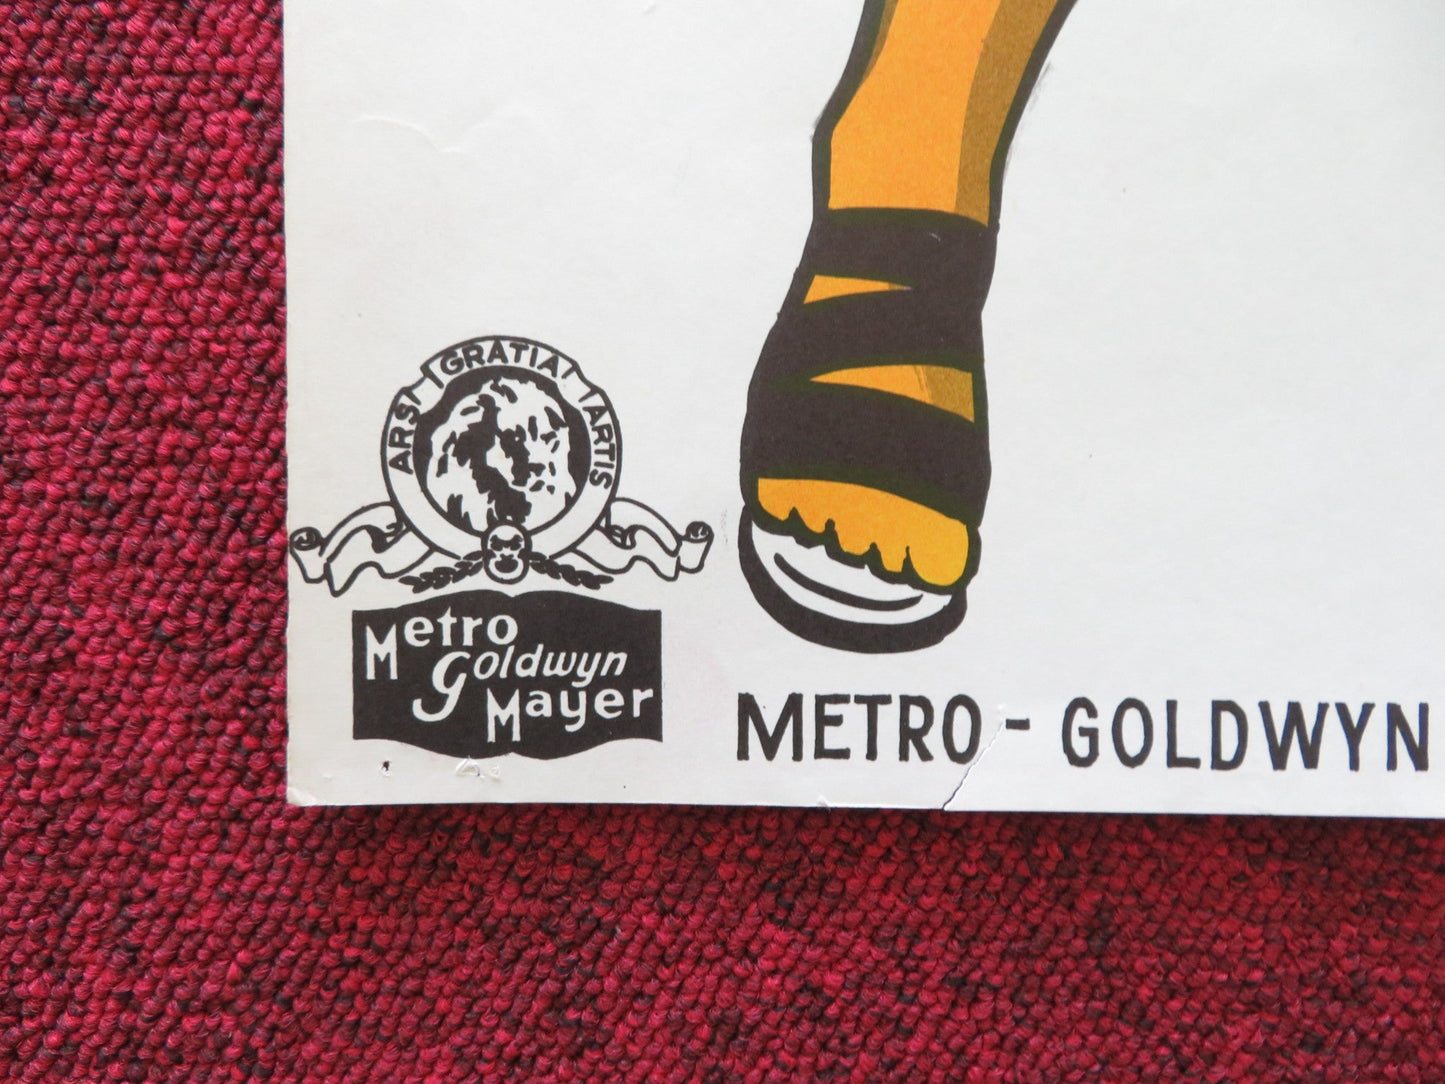 ARS GRATIA ARTIS
Metro
Goldwyn
Mayer
METRO - GOLDWYN